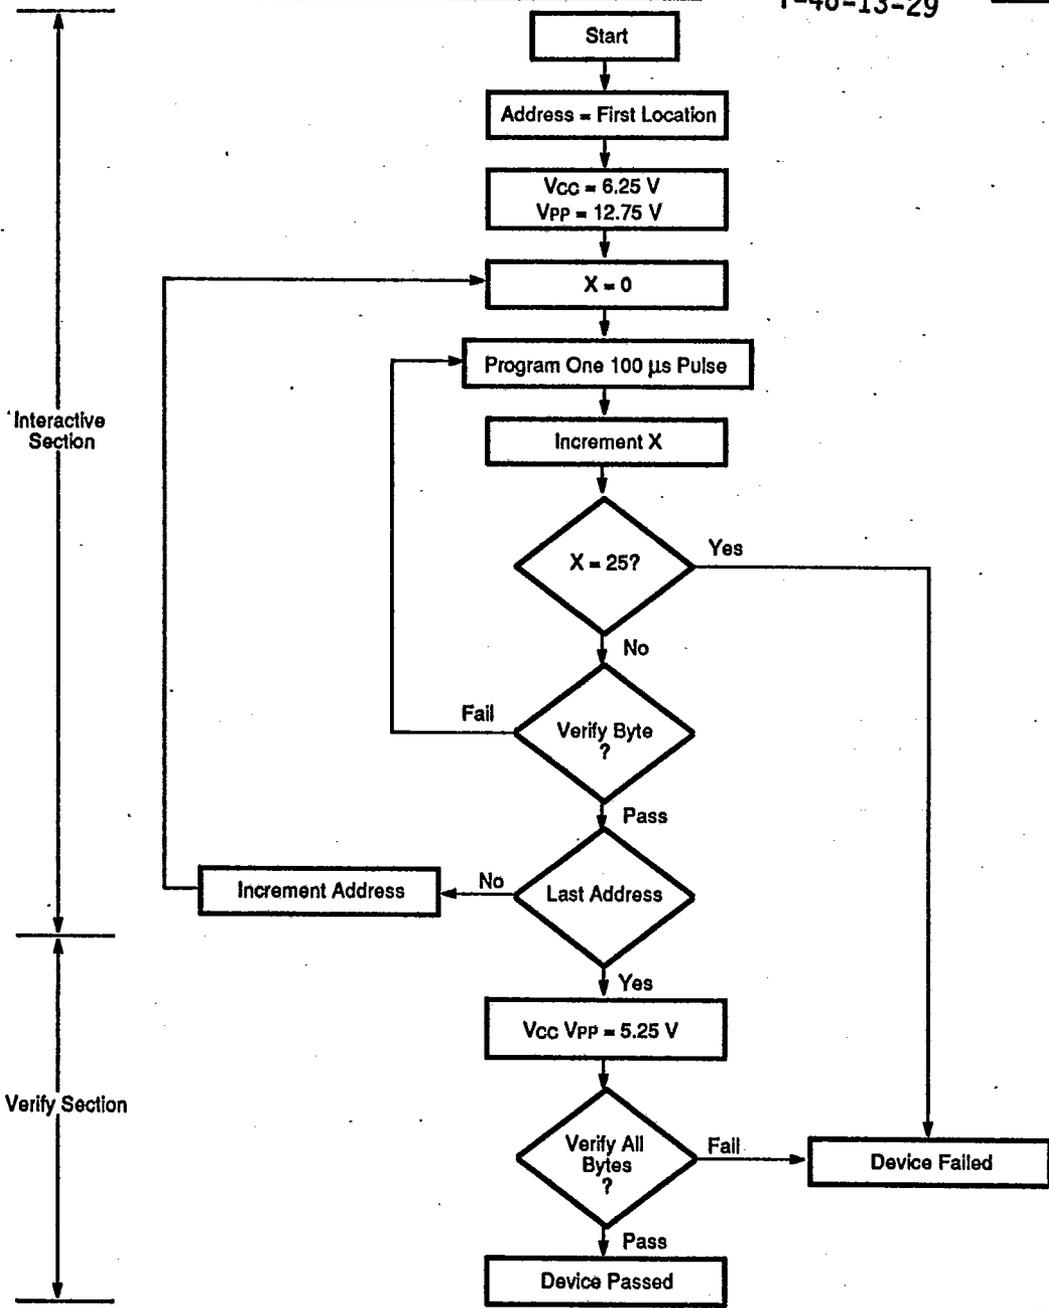 Start
Address = First Location
VCC = 6.25 V
VPP = 12.75 V
X = 0
Program One 100 μs Pulse
Interactive
Section
Increment X
X = 25?
Yes
No
Fail
Verify Byte
?
Pass
Increment Address
No
Last Address
Yes
VCC VPP = 5.25 V
Verify Section
Verify All
Bytes
?
Fail
Device Failed
Pass
Device Passed